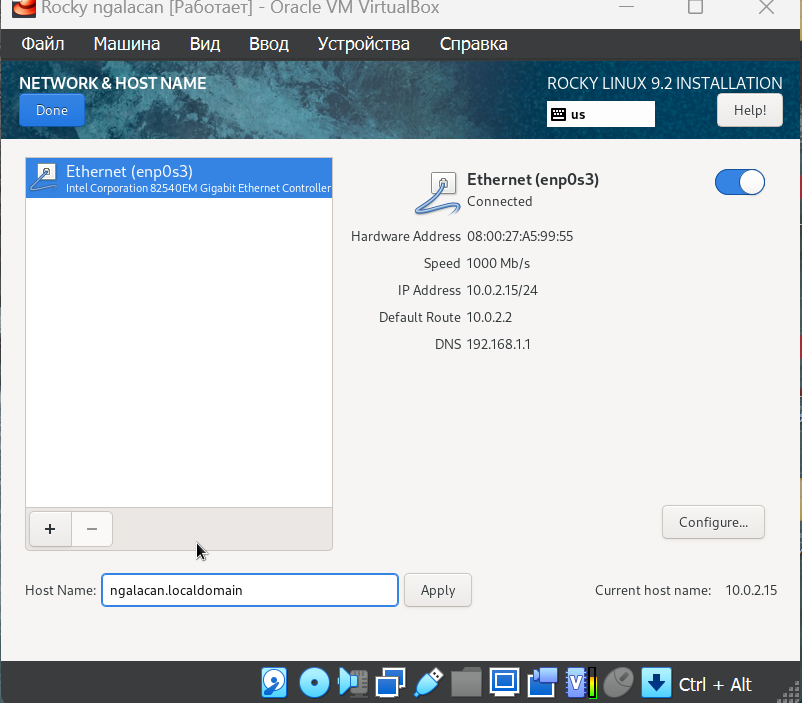 Rocky ngalacan [Работает] - Oracle VM VirtualBox
Файл Машина Вид Ввод Устройства Справка
NETWORK & HOST NAME
ROCKY LINUX 9.2 INSTALLATION
Done
us
Help!
Ethernet (enp0s3)
Intel Corporation 82540EM Gigabit Ethernet Controller
Ethernet (enp0s3)
Connected
Hardware Address 08:00:27:A5:99:55
Speed 1000 Mb/s
IP Address 10.0.2.15/24
Default Route 10.0.2.2
DNS 192.168.1.1
+ −
Configure...
Host Name: ngalacan.localdomain Apply Current host name: 10.0.2.15
V
Ctrl + Alt